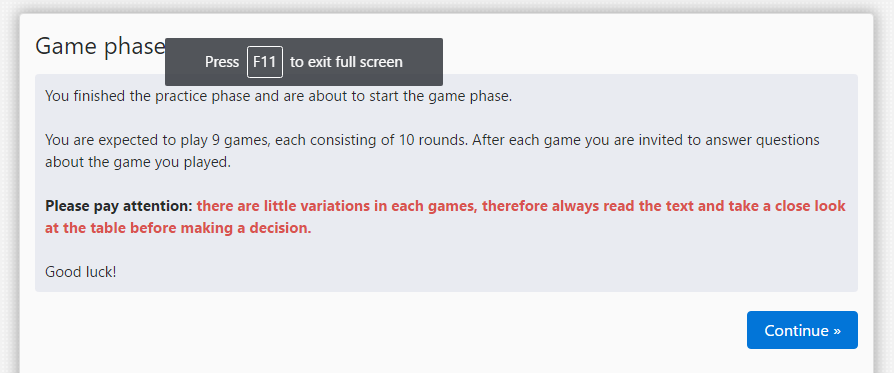 Game phase
Press F11 to exit full screen
You finished the practice phase and are about to start the game phase.
You are expected to play 9 games, each consisting of 10 rounds. After each game you are invited to answer questions
about the game you played.
Please pay attention: there are little variations in each games, therefore always read the text and take a close look
at the table before making a decision.
Good luck!
Continue »